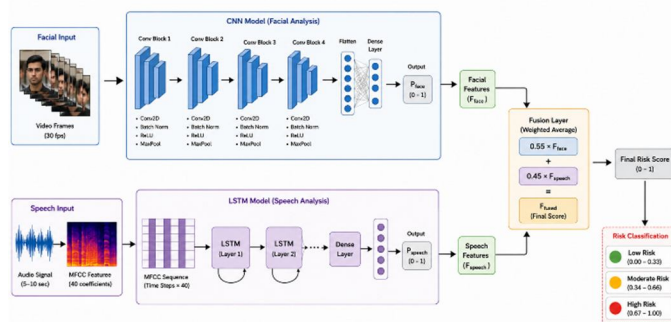 CNN Model (Facial Analysis)
Facial Input
Video Frames
(30 fps)
Conv Block 1
Conv Block 2
Conv Block 3
Conv Block 4
Flatten
Dense
Layer
Output
P_face
(0 - 1)
• Conv2D
• Batch Norm
• ReLU
• MaxPool
• Conv2D
• Batch Norm
• ReLU
• MaxPool
• Conv2D
• Batch Norm
• ReLU
• MaxPool
• Conv2D
• Batch Norm
• ReLU
• MaxPool
Facial
Features
(F_face)
Fusion Layer
(Weighted Average)
0.55 × F_face
+
0.45 × F_speech
=
F_fused
(Final Score)
Final Risk Score
(0 – 1)
Speech Input
Audio Signal
(5–10 sec)
MFCC Features
(40 coefficients)
LSTM Model (Speech Analysis)
MFCC Sequence
(Time Steps × 40)
LSTM
(Layer 1)
LSTM
(Layer 2)
Dense
Layer
Output
P_speech
(0 – 1)
Speech
Features
(F_speech)
Risk Classification
Low Risk
(0.00 – 0.33)
Moderate Risk
(0.34 – 0.66)
High Risk
(0.67 – 1.00)